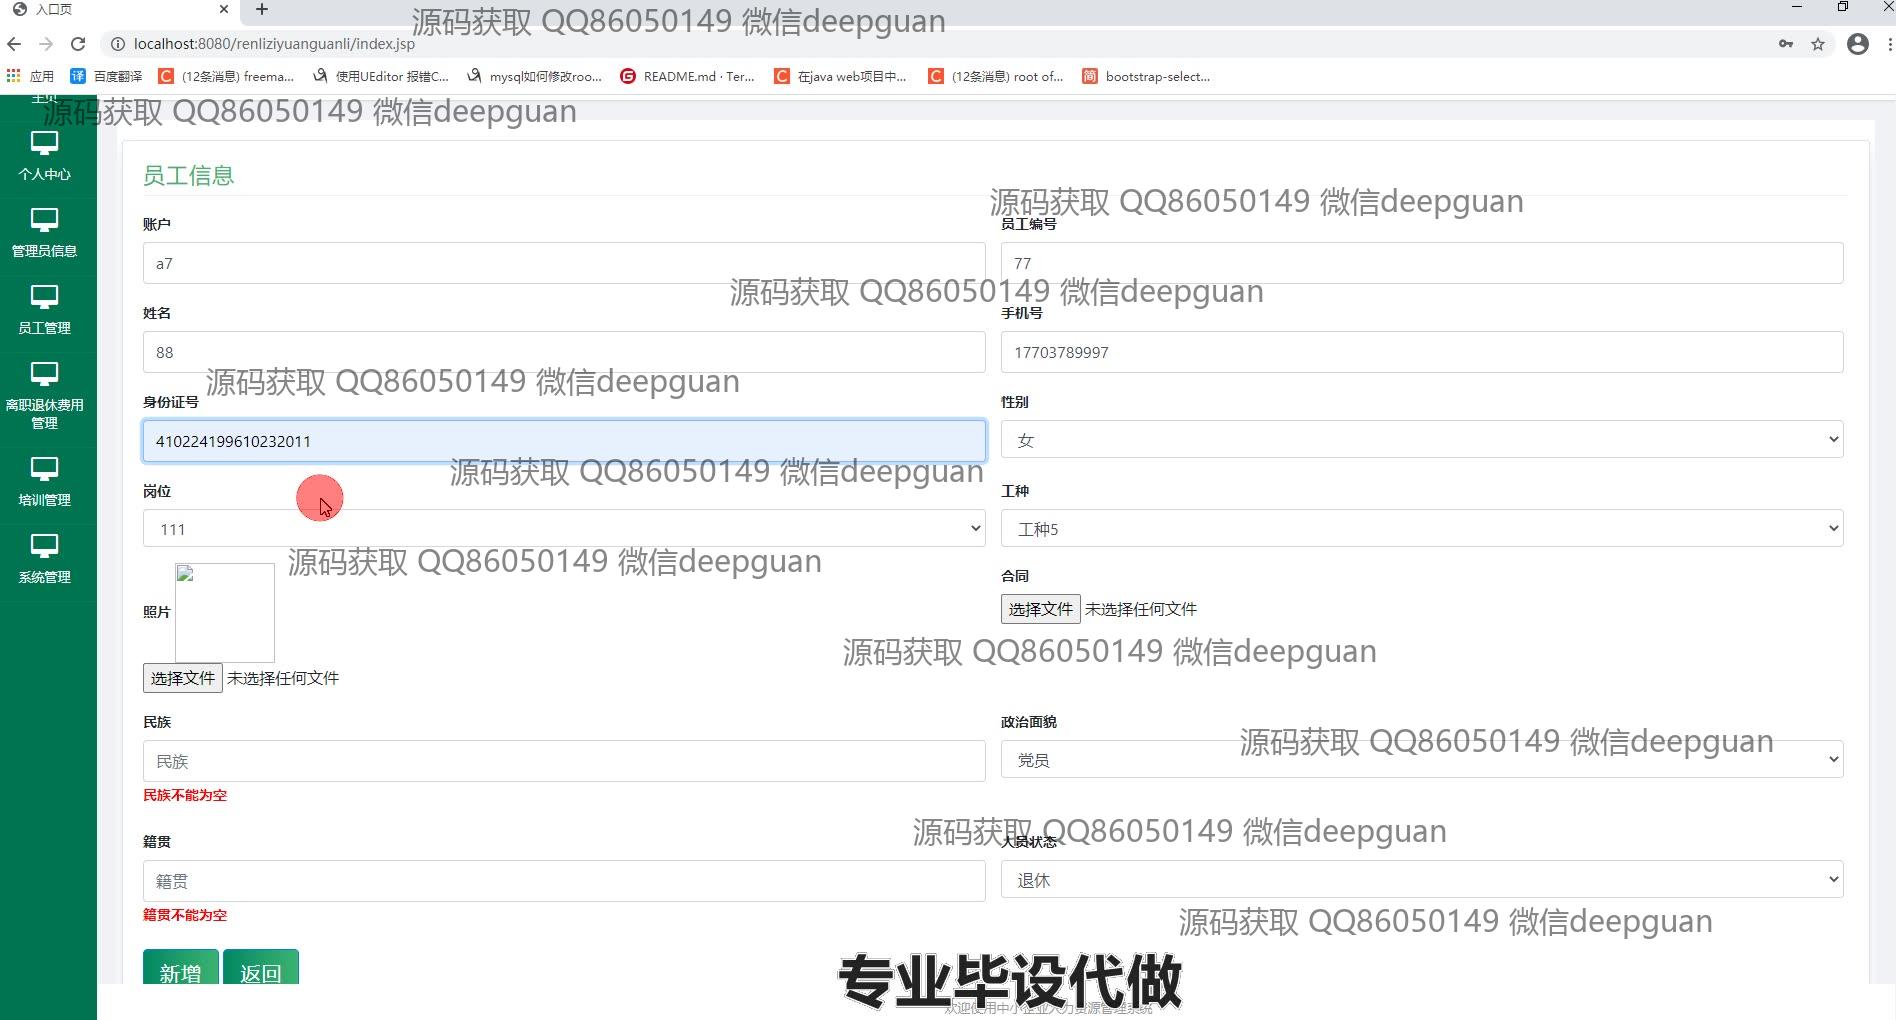 入口页
源码获取 QQ86050149 微信deepguan
localhost:8080/renliziyuanguanli/index.jsp
应用
译 百度翻译
(12条消息) freema...
使用UEditor 报错C...
mysql如何修改roo...
README.md · Ter...
在java web项目中...
(12条消息) root of...
简 bootstrap-select...
主页
源码获取 QQ86050149 微信deepguan
个人中心
管理员信息
员工管理
离职退休费用
管理
培训管理
系统管理
员工信息
源码获取 QQ86050149 微信deepguan
账户
员工编号
a7
77
源码获取 QQ86050149 微信deepguan
姓名
手机号
88
17703789997
源码获取 QQ86050149 微信deepguan
身份证号
性别
410224199610232011
女
源码获取 QQ86050149 微信deepguan
岗位
工种
111
工种5
源码获取 QQ86050149 微信deepguan
照片
合同
选择文件 未选择任何文件
源码获取 QQ86050149 微信deepguan
选择文件 未选择任何文件
民族
政治面貌
源码获取 QQ86050149 微信deepguan
民族
党员
民族不能为空
源码获取 QQ86050149 微信deepguan
籍贯
人员状态
籍贯
退休
籍贯不能为空
源码获取 QQ86050149 微信deepguan
新增
返回
专业毕设代做
欢迎使用中小企业人力资源管理系统